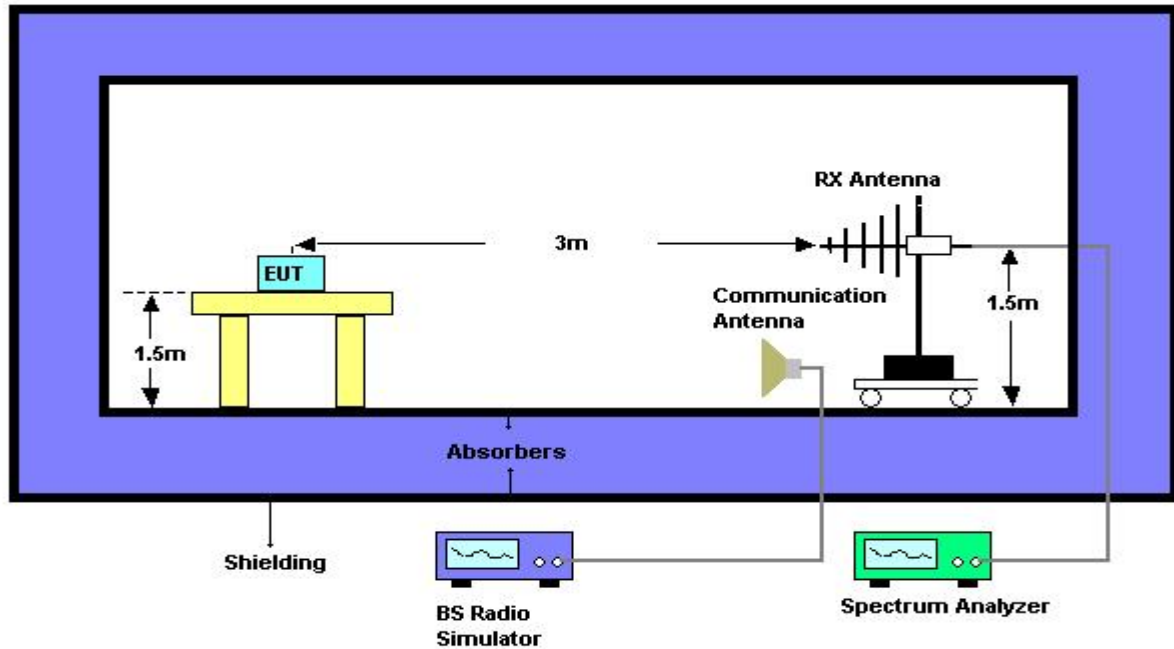 RX Antenna
3m
EUT
Communication
Antenna
1.5m
1.5m
Absorbers
Shielding
BS Radio
Simulator
Spectrum Analyzer